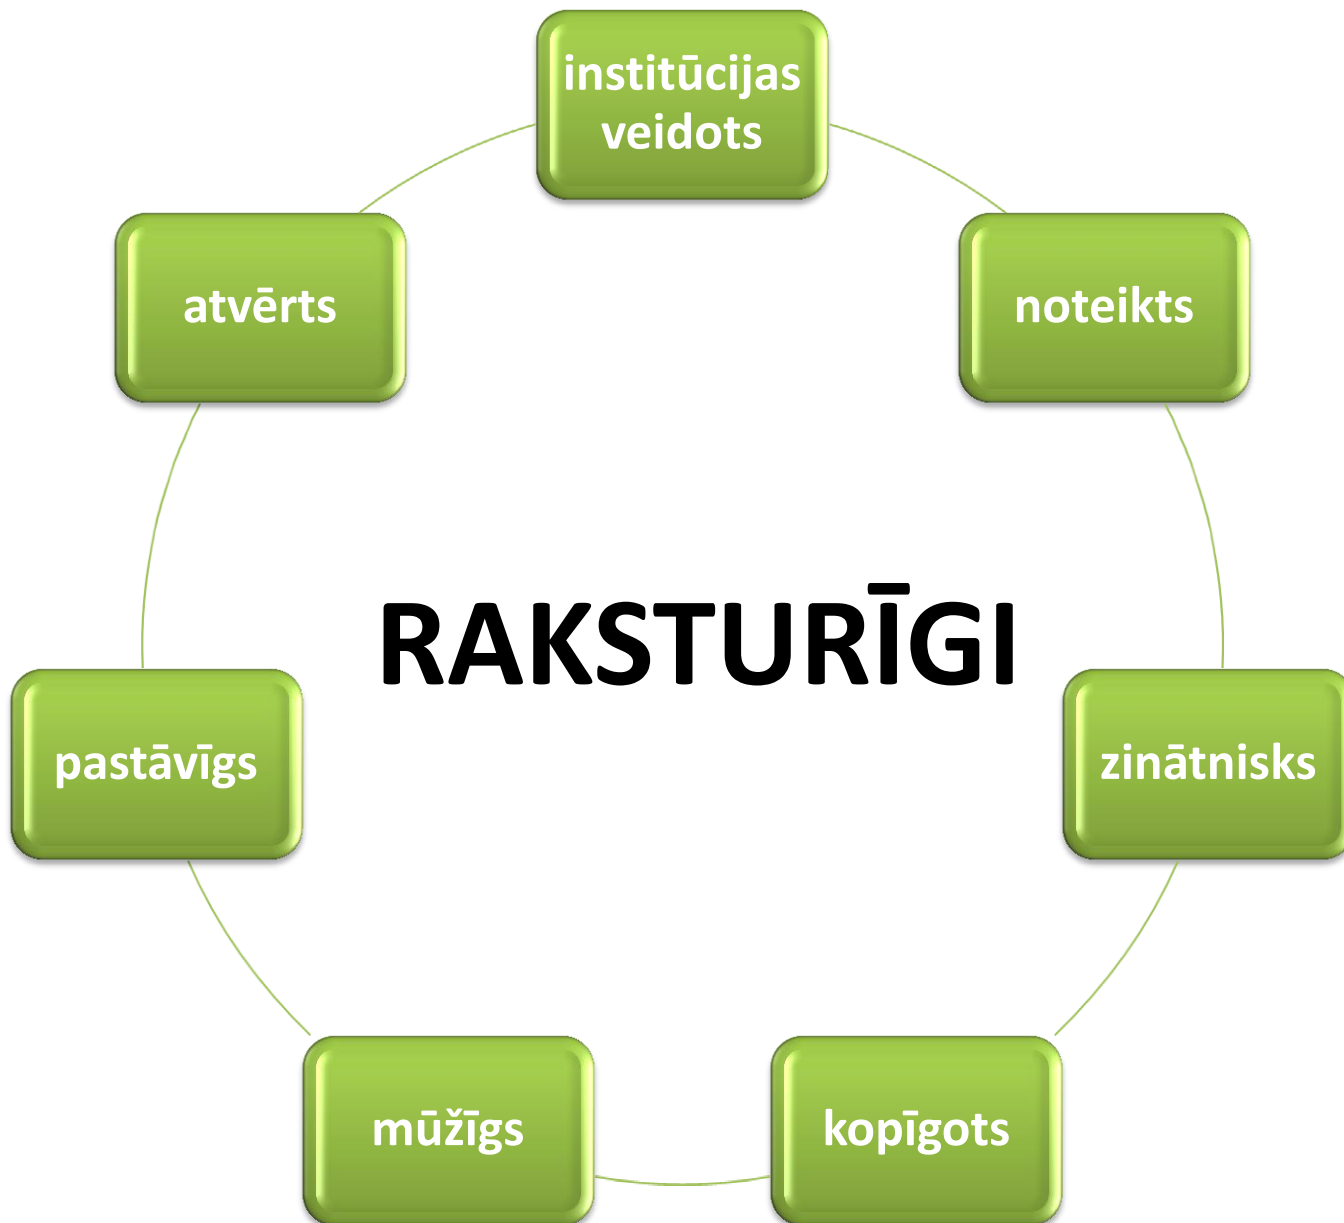 institūcijas
veidots
noteikts
zinātnisks
kopīgots
mūžīgs
pastāvīgs
atvērts
RAKSTURĪGI